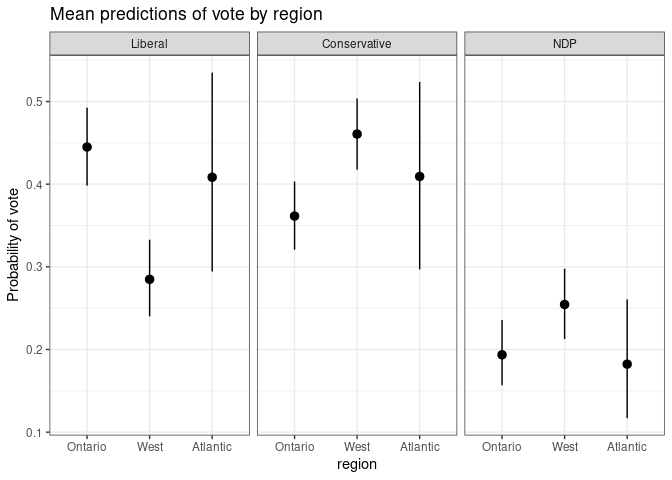 Mean predictions of vote by region
Liberal Conservative NDP
Probability of vote
0.5
0.4
0.3
0.2
0.1
Ontario West Atlantic Ontario West Atlantic Ontario West Atlantic
region